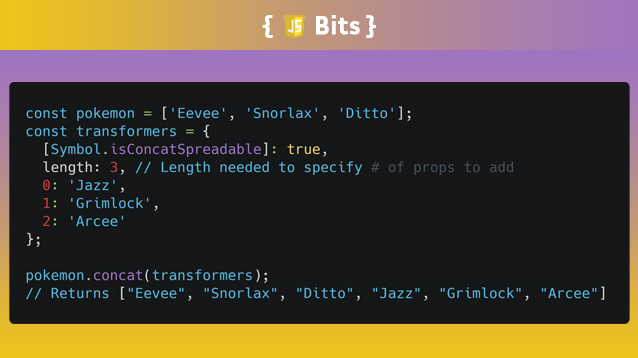 { JS Bits }
const pokemon = ['Eevee', 'Snorlax', 'Ditto'];
const transformers = {
  [Symbol.isConcatSpreadable]: true,
  length: 3, // Length needed to specify # of props to add
  0: 'Jazz',
  1: 'Grimlock',
  2: 'Arcee'
};
pokemon.concat(transformers);
// Returns ["Eevee", "Snorlax", "Ditto", "Jazz", "Grimlock", "Arcee"]